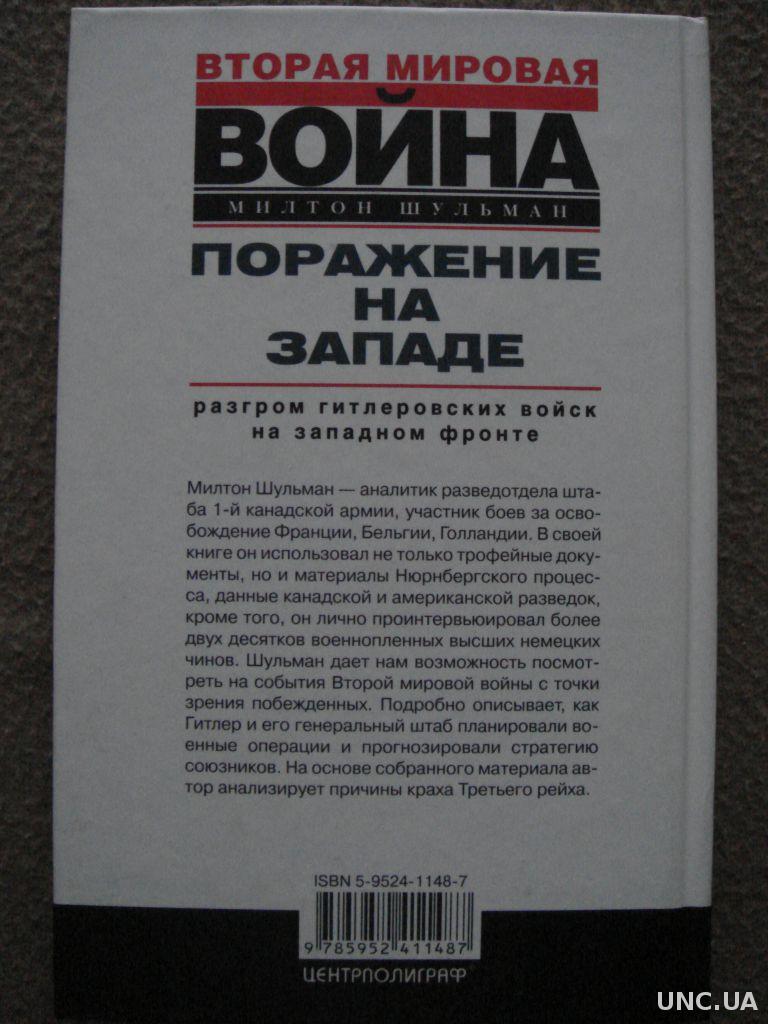 ВТОРАЯ МИРОВАЯ
ВОЙНА
МИЛТОН ШУЛЬМАН
ПОРАЖЕНИЕ
НА
ЗАПАДЕ
разгром гитлеровских войск
на западном фронте
Милтон Шульман — аналитик разведотдела шта-
ба 1-й канадской армии, участник боев за осво-
бождение Франции, Бельгии, Голландии. В своей
книге он использовал не только трофейные доку-
менты, но и материалы Нюрнбергского процес-
са, данные канадской и американской разведок,
кроме того, он лично проинтервьюировал более
двух десятков военнопленных высших немецких
чинов. Шульман дает нам возможность посмот-
реть на события Второй мировой войны с точки
зрения побежденных. Подробно описывает, как
Гитлер и его генеральный штаб планировали во-
енные операции и прогнозировали стратегию
союзников. На основе собранного материала ав-
тор анализирует причины краха Третьего рейха.
ISBN 5-9524-1148-7
9 785952 411487
ЦЕНТРПОЛИГРАФ
UNC.UA